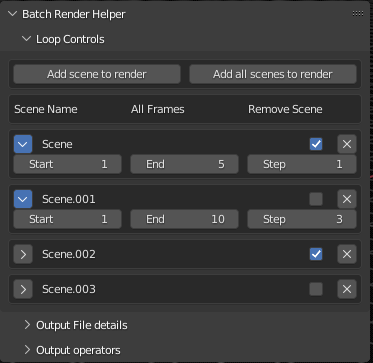 Batch Render Helper
Loop Controls
Add scene to render Add all scenes to render
Scene Name All Frames Remove Scene
Scene
Start 1 End 5 Step 1
Scene.001
Start 1 End 10 Step 3
Scene.002
Scene.003
Output File details
Output operators